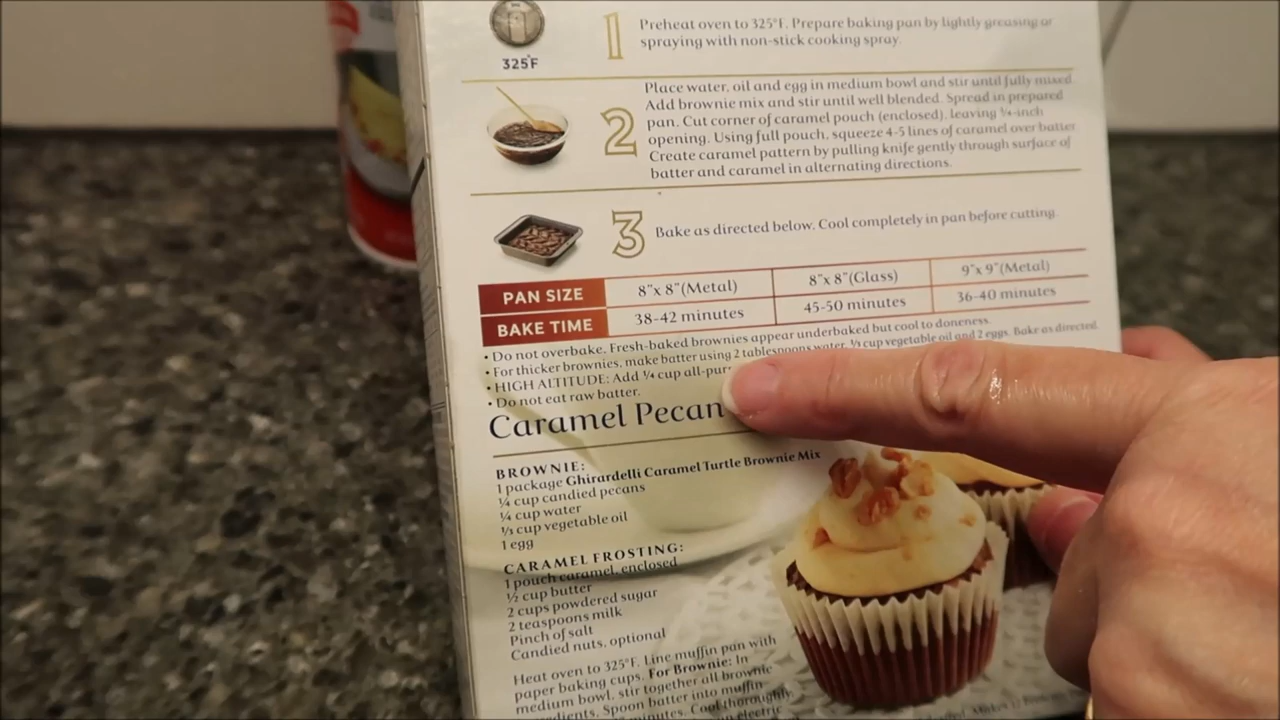 325°F
1
Preheat oven to 325°F. Prepare baking pan by lightly greasing or
spraying with non-stick cooking spray.
2
Place water, oil and egg in medium bowl and stir until fully mixed.
Add brownie mix and stir until well blended. Spread in prepared
pan. Cut corner of caramel pouch (enclosed), leaving ¼-inch
opening. Using full pouch, squeeze 4-5 lines of caramel over batter
Create caramel pattern by pulling knife gently through surface of
batter and caramel in alternating directions.
3
Bake as directed below. Cool completely in pan before cutting.
PAN SIZE 8"x 8"(Metal) 8"x 8"(Glass) 9"x 9"(Metal)
BAKE TIME 38-42 minutes 45-50 minutes 36-40 minutes
• Do not overbake. Fresh-baked brownies appear underbaked but cool to doneness.
• For thicker brownies, make batter using 2 tablespoons water, ⅓ cup vegetable oil and 2 eggs. Bake as directed.
• HIGH ALTITUDE: Add ¼ cup all-pur
• Do not eat raw batter.
Caramel Pecan
BROWNIE:
1 package Ghirardelli Caramel Turtle Brownie Mix
¼ cup candied pecans
¼ cup water
⅓ cup vegetable oil
1 egg
CARAMEL FROSTING:
1 pouch caramel, enclosed
½ cup butter
2 cups powdered sugar
2 teaspoons milk
Pinch of salt
Candied nuts, optional
Heat oven to 325°F. Line muffin pan with
paper baking cups. For Brownie: In
medium bowl, stir together all brownie
Spoon batter into muffin
minutes. Cool thoroughly.
electric